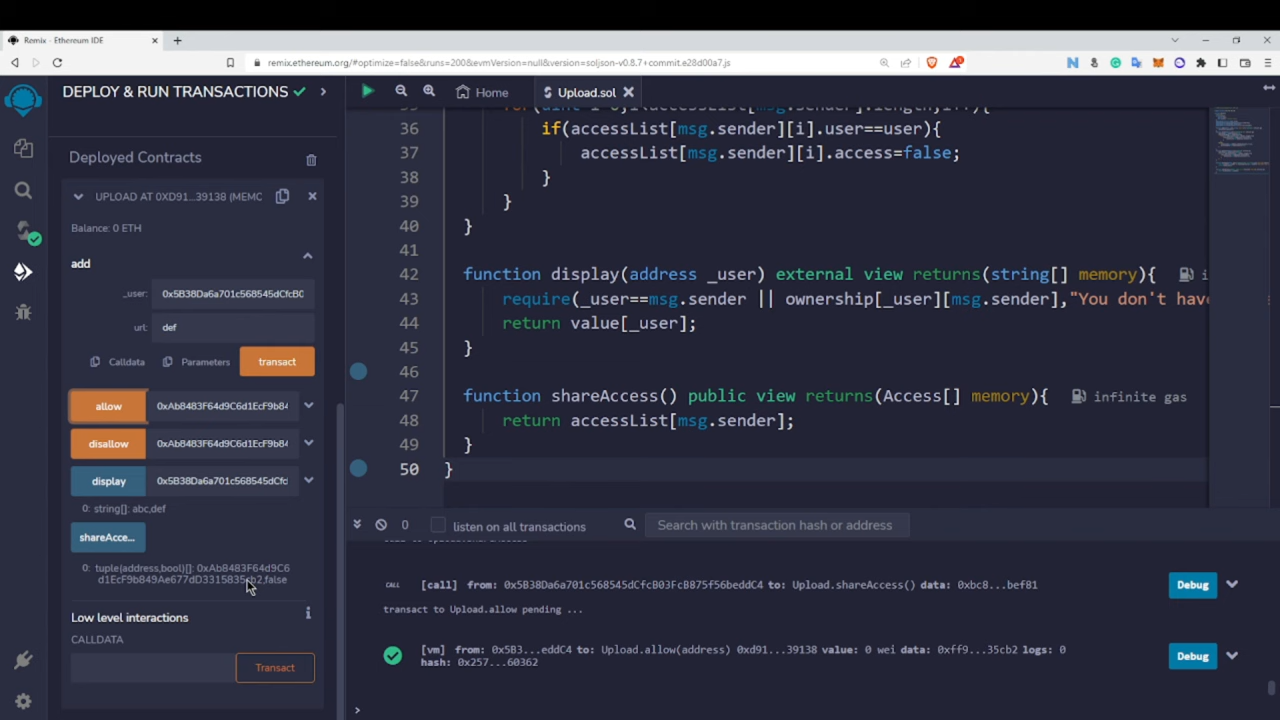 Remix - Ethereum IDE
remix.ethereum.org/#optimize=false&runs=200&evmVersion=null&version=soljson-v0.8.7+commit.e28d00a7.js
DEPLOY & RUN TRANSACTIONS
Home
Upload.sol
Deployed Contracts
UPLOAD AT 0XD91...39138 (MEMO
Balance: 0 ETH
add
_user:
0x5B38Da6a701c568545dCfcB0
url:
def
Calldata
Parameters
transact
allow
0xAb8483F64d9C6d1EcF9b84
disallow
0xAb8483F64d9C6d1EcF9b84
display
0x5B38Da6a701c568545dCfc
0: string[]: abc,def
shareAcce...
0: tuple(address,bool)[]: 0xAb8483F64d9C6
d1EcF9b849Ae677dD3315835cb2,false
Low level interactions
i
CALLDATA
Transact
36 if(accessList[msg.sender][i].user==user){
37 accessList[msg.sender][i].access=false;
38 }
39 }
40 }
41
42 function display(address _user) external view returns(string[] memory){
43 require(_user==msg.sender || ownership[_user][msg.sender],"You don't have
44 return value[_user];
45 }
46
47 function shareAccess() public view returns(Access[] memory){ infinite gas
48 return accessList[msg.sender];
49 }
50 }
0
listen on all transactions
Search with transaction hash or address
CALL [call] from: 0x5B38Da6a701c568545dCfcB03FcB875f56beddC4 to: Upload.shareAccess() data: 0xbc8...bef81
Debug
transact to Upload.allow pending ...
[vm] from: 0x5B3...eddC4 to: Upload.allow(address) 0xd91...39138 value: 0 wei data: 0xff9...35cb2 logs: 0
hash: 0x257...60362
Debug
>